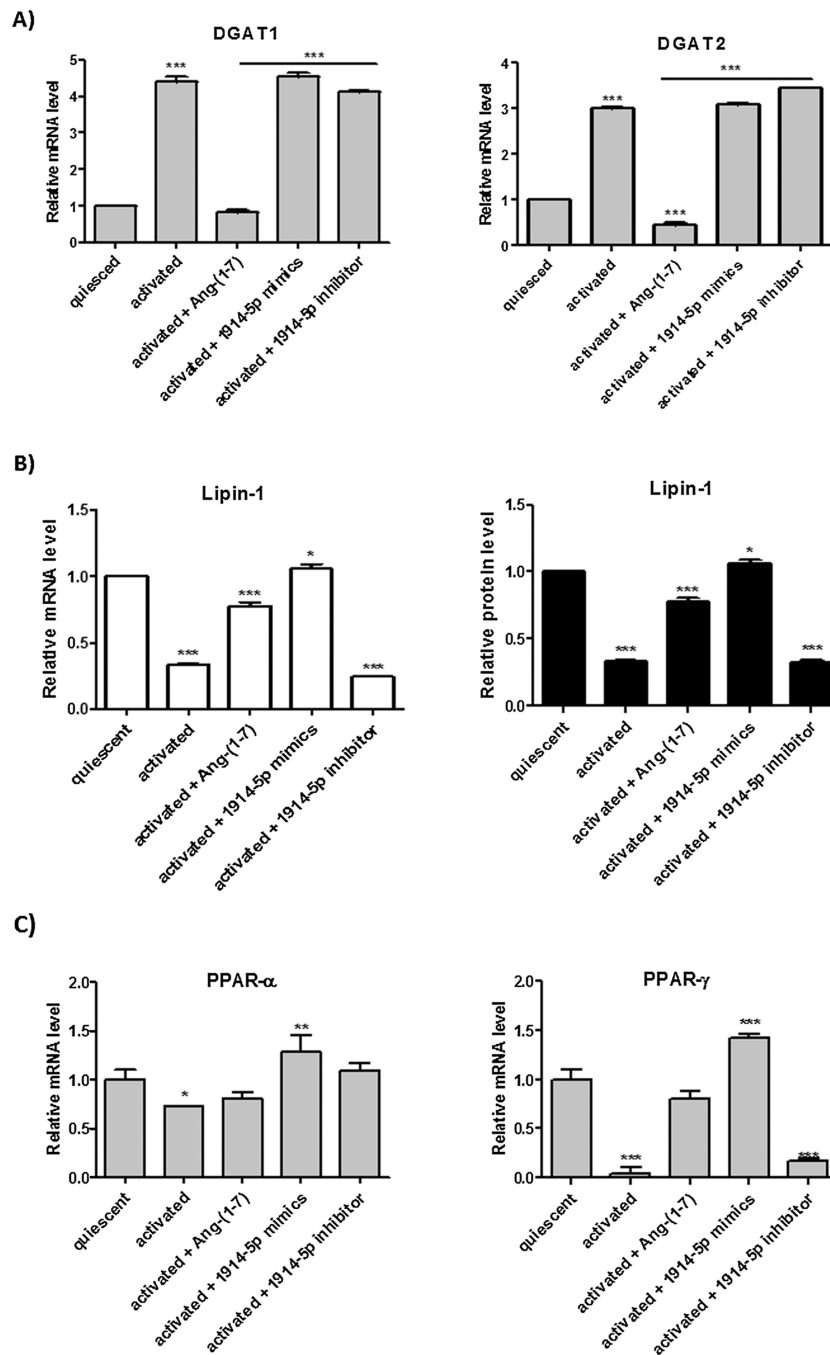 A)
DGAT1
***
***
Relative mRNA level
5
4
3
2
1
0
quiesced
activated
activated + Ang-(1-7)
activated + 1914-5p mimics
activated + 1914-5p inhibitor
DGAT2
***
***
***
Relative mRNA level
4
3
2
1
0
quiesced
activated
activated + Ang-(1-7)
activated + 1914-5p mimics
activated + 1914-5p inhibitor
B)
Lipin-1
Relative mRNA level
1.5
1.0
0.5
0.0
***
***
*
***
quiescent
activated
activated + Ang-(1-7)
activated + 1914-5p mimics
activated + 1914-5p inhibitor
Lipin-1
Relative protein level
1.5
1.0
0.5
0.0
***
***
*
***
quiescent
activated
activated + Ang-(1-7)
activated + 1914-5p mimics
activated + 1914-5p inhibitor
C)
PPAR-α
Relative mRNA level
2.0
1.5
1.0
0.5
0.0
*
**
quiescent
activated
activated + Ang-(1-7)
activated + 1914-5p mimics
activated + 1914-5p inhibitor
PPAR-γ
Relative mRNA level
2.0
1.5
1.0
0.5
0.0
***
***
***
quiescent
activated
activated + Ang-(1-7)
activated + 1914-5p mimics
activated + 1914-5p inhibitor